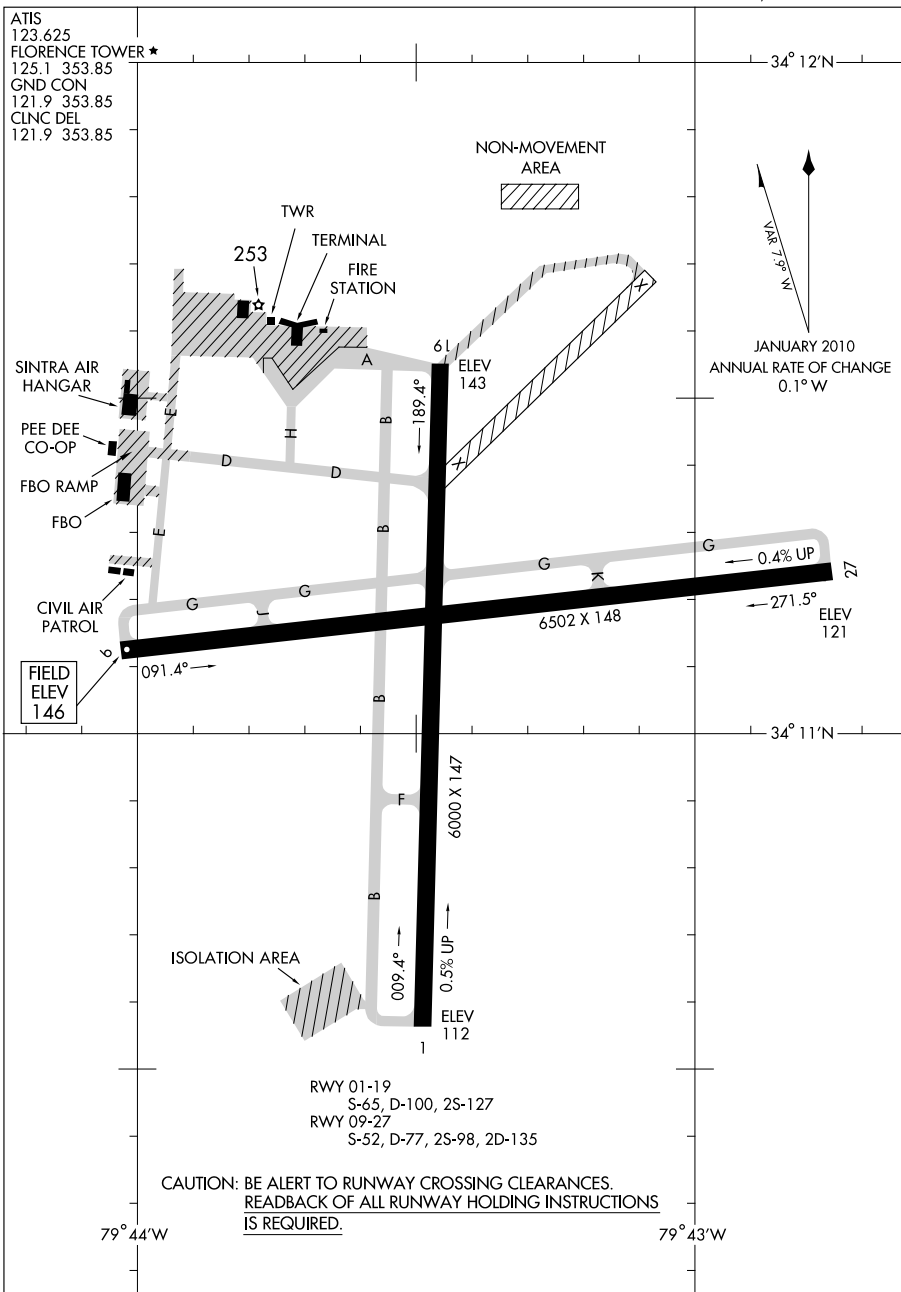 ATIS
123.625
FLORENCE TOWER ★
125.1 353.85
GND CON
121.9 353.85
CLNC DEL
121.9 353.85
34° 12'N
NON-MOVEMENT
AREA
VAR 7.9° W
JANUARY 2010
ANNUAL RATE OF CHANGE
0.1° W
TWR
253
TERMINAL
FIRE
STATION
A
19
ELEV
143
189.4°
X
X
SINTRA AIR
HANGAR
PEE DEE
CO-OP
FBO RAMP
FBO
CIVIL AIR
PATROL
E
E
H
B
D
D
B
G
G
J
G
G
K
0.4% UP
27
271.5°
ELEV
121
6502 X 148
9
091.4°
FIELD
ELEV
146
B
34° 11'N
6000 X 147
F
B
009.4°
0.5% UP
ISOLATION AREA
ELEV
112
1
RWY 01-19
S-65, D-100, 2S-127
RWY 09-27
S-52, D-77, 2S-98, 2D-135
CAUTION: BE ALERT TO RUNWAY CROSSING CLEARANCES.
READBACK OF ALL RUNWAY HOLDING INSTRUCTIONS
IS REQUIRED.
79° 44'W
79° 43'W